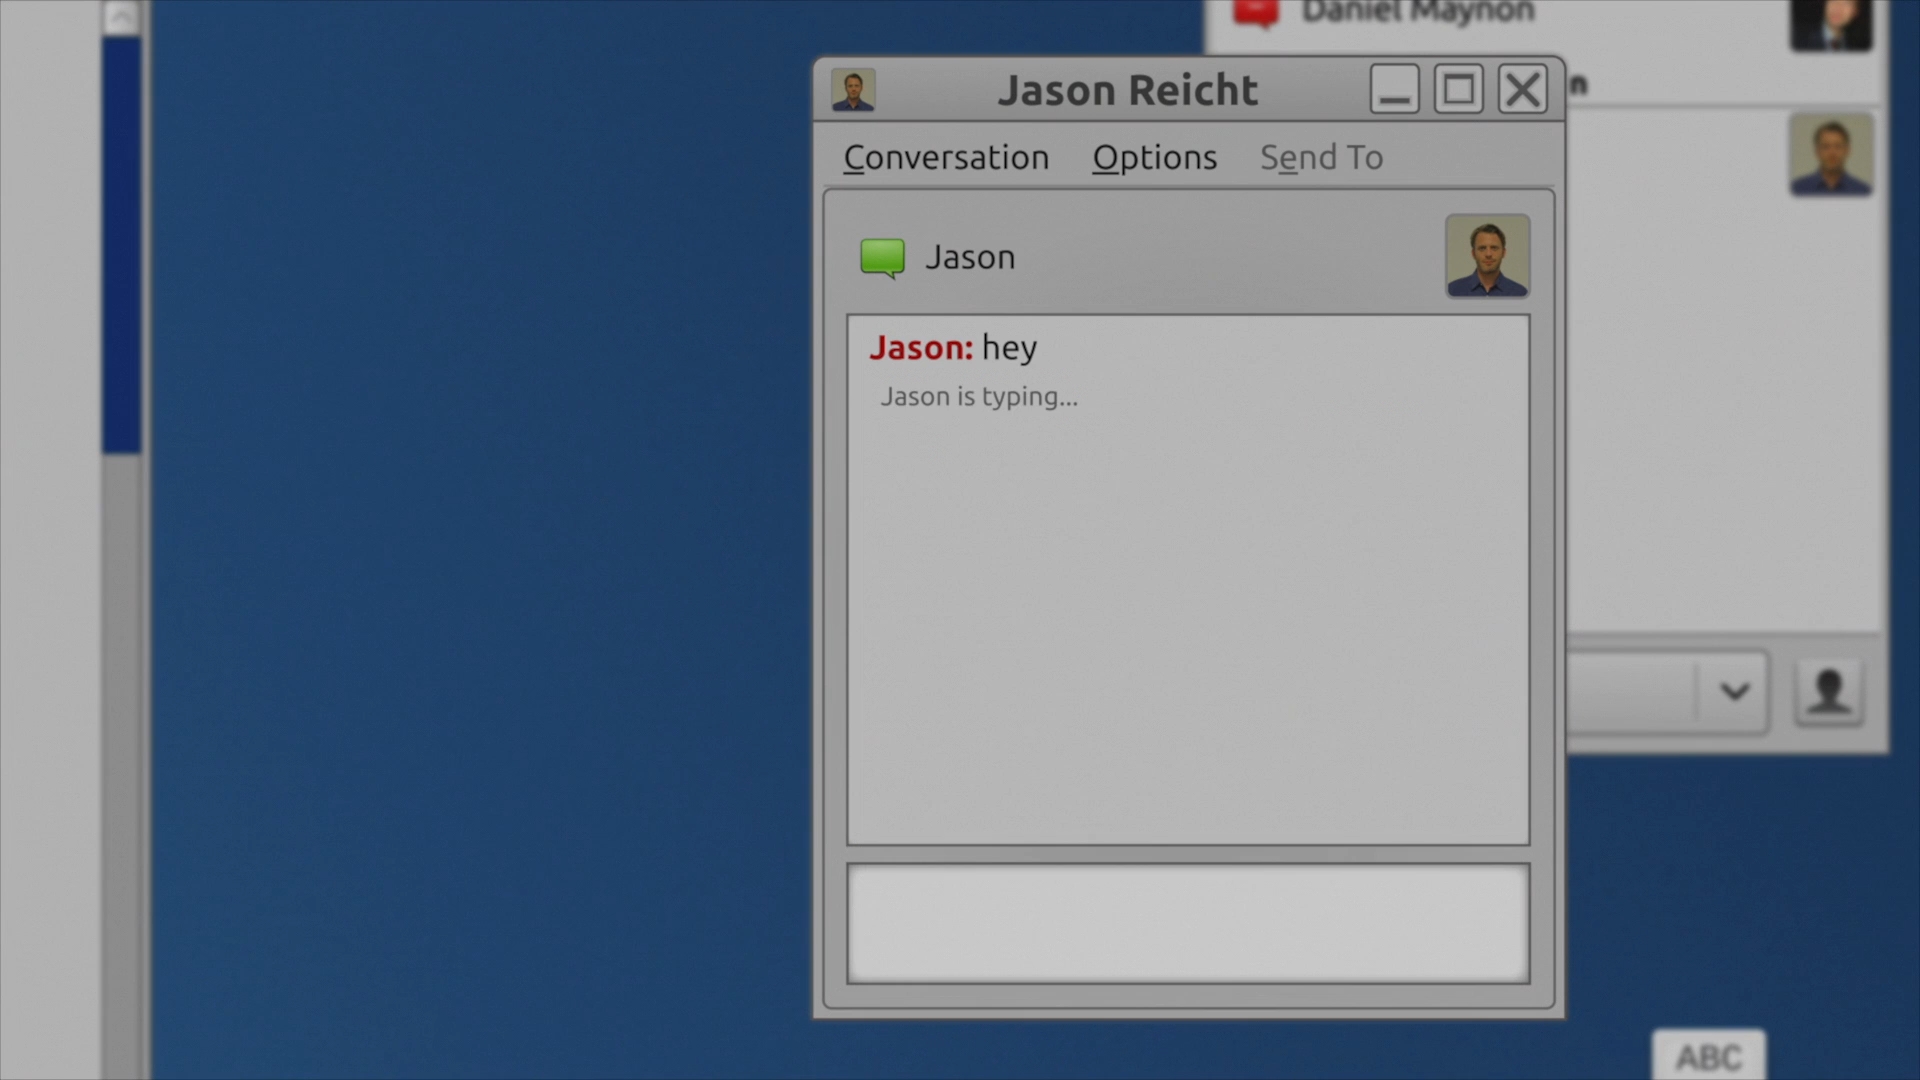 Daniel Maynon
Jason Reicht
n
Conversation Options Send To
Jason
Jason: hey
Jason is typing...
ABC